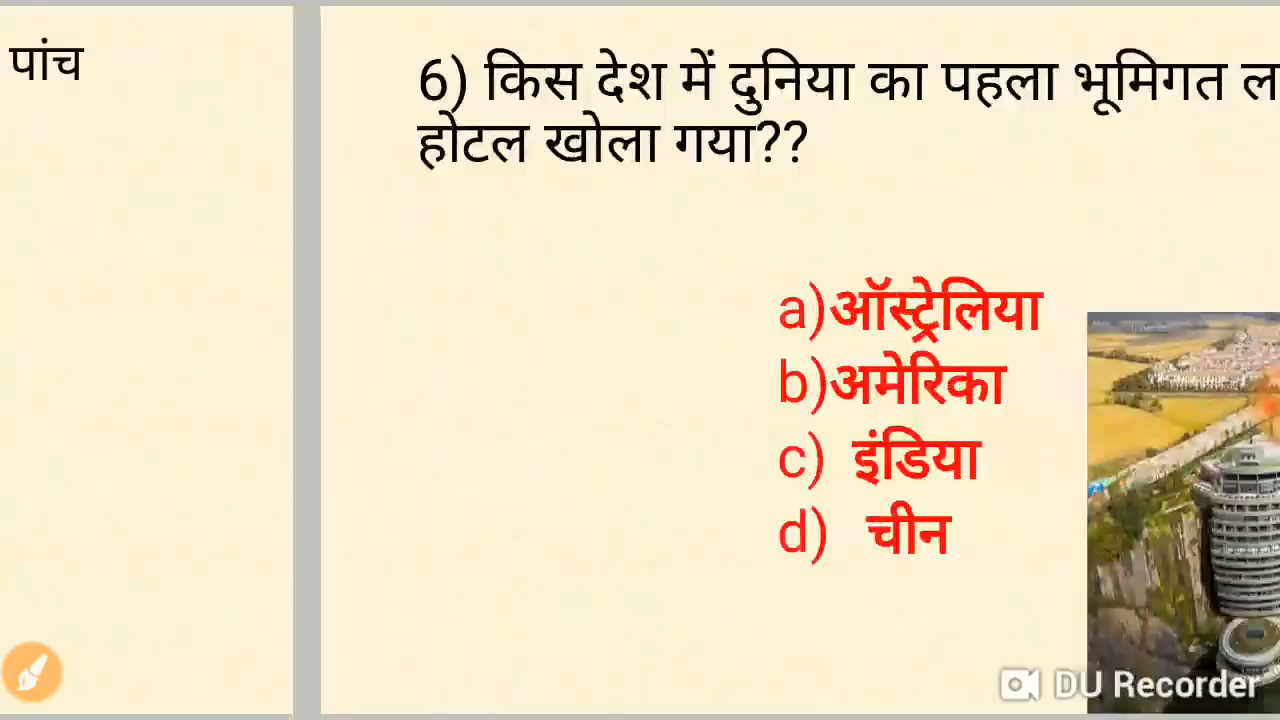 पांच
6) किस देश में दुनिया का पहला भूमिगत
होटल खोला गया??
a)ऑस्ट्रेलिया
b)अमेरिका
c) इंडिया
d) चीन
DU Recorder